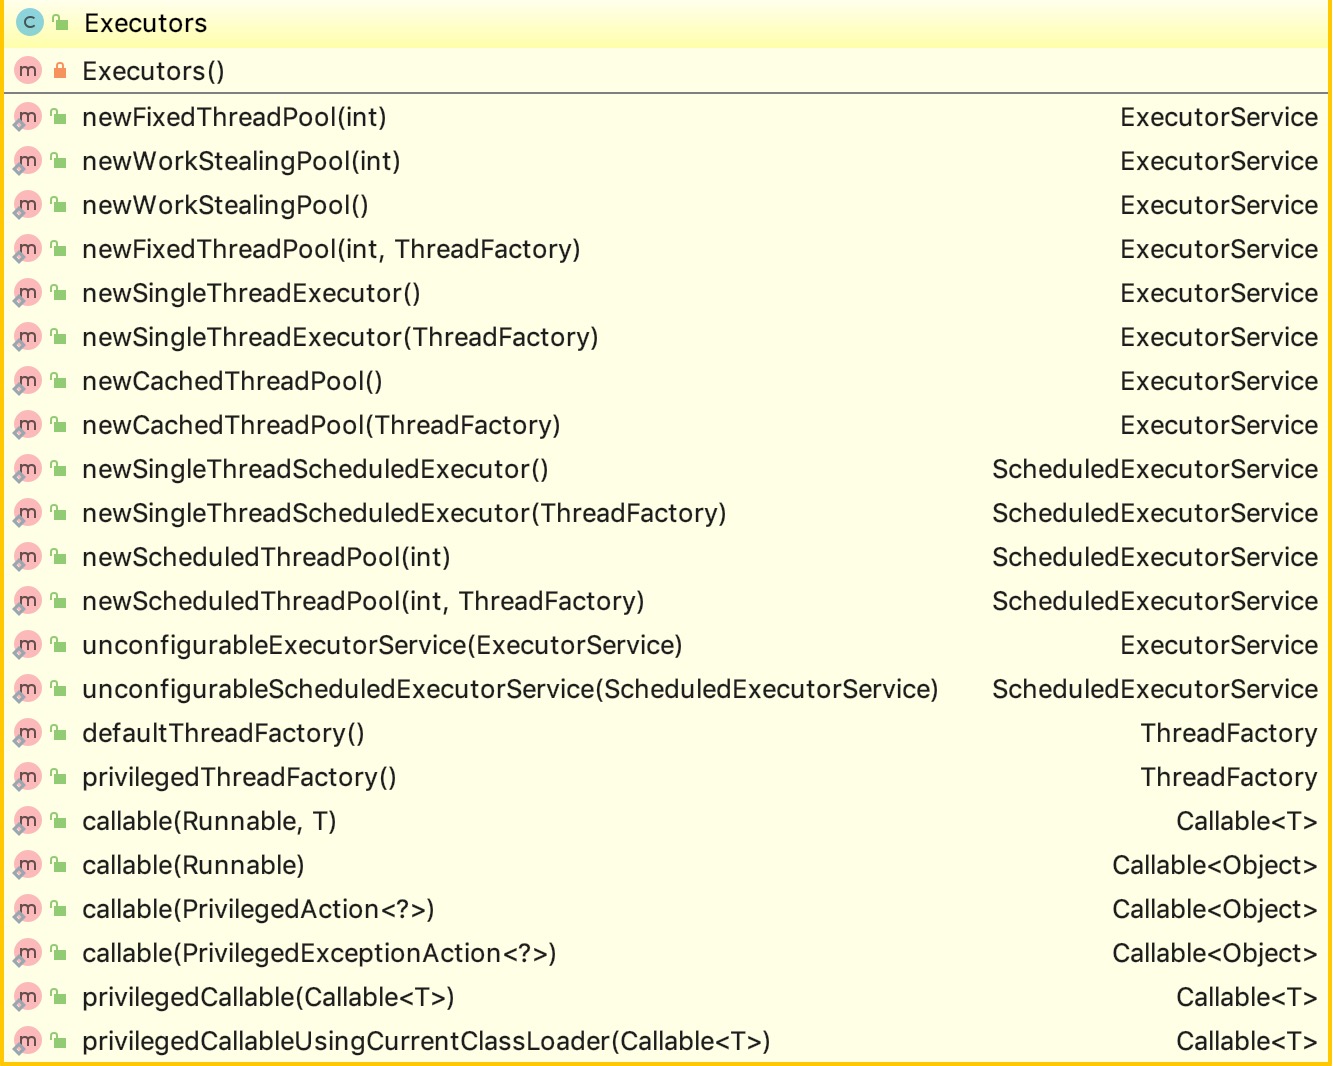 C Executors
m Executors()
m newFixedThreadPool(int) ExecutorService
m newWorkStealingPool(int) ExecutorService
m newWorkStealingPool() ExecutorService
m newFixedThreadPool(int, ThreadFactory) ExecutorService
m newSingleThreadExecutor() ExecutorService
m newSingleThreadExecutor(ThreadFactory) ExecutorService
m newCachedThreadPool() ExecutorService
m newCachedThreadPool(ThreadFactory) ExecutorService
m newSingleThreadScheduledExecutor() ScheduledExecutorService
m newSingleThreadScheduledExecutor(ThreadFactory) ScheduledExecutorService
m newScheduledThreadPool(int) ScheduledExecutorService
m newScheduledThreadPool(int, ThreadFactory) ScheduledExecutorService
m unconfigurableExecutorService(ExecutorService) ExecutorService
m unconfigurableScheduledExecutorService(ScheduledExecutorService) ScheduledExecutorService
m defaultThreadFactory() ThreadFactory
m privilegedThreadFactory() ThreadFactory
m callable(Runnable, T) Callable<T>
m callable(Runnable) Callable<Object>
m callable(PrivilegedAction<?>) Callable<Object>
m callable(PrivilegedExceptionAction<?>) Callable<Object>
m privilegedCallable(Callable<T>) Callable<T>
m privilegedCallableUsingCurrentClassLoader(Callable<T>) Callable<T>